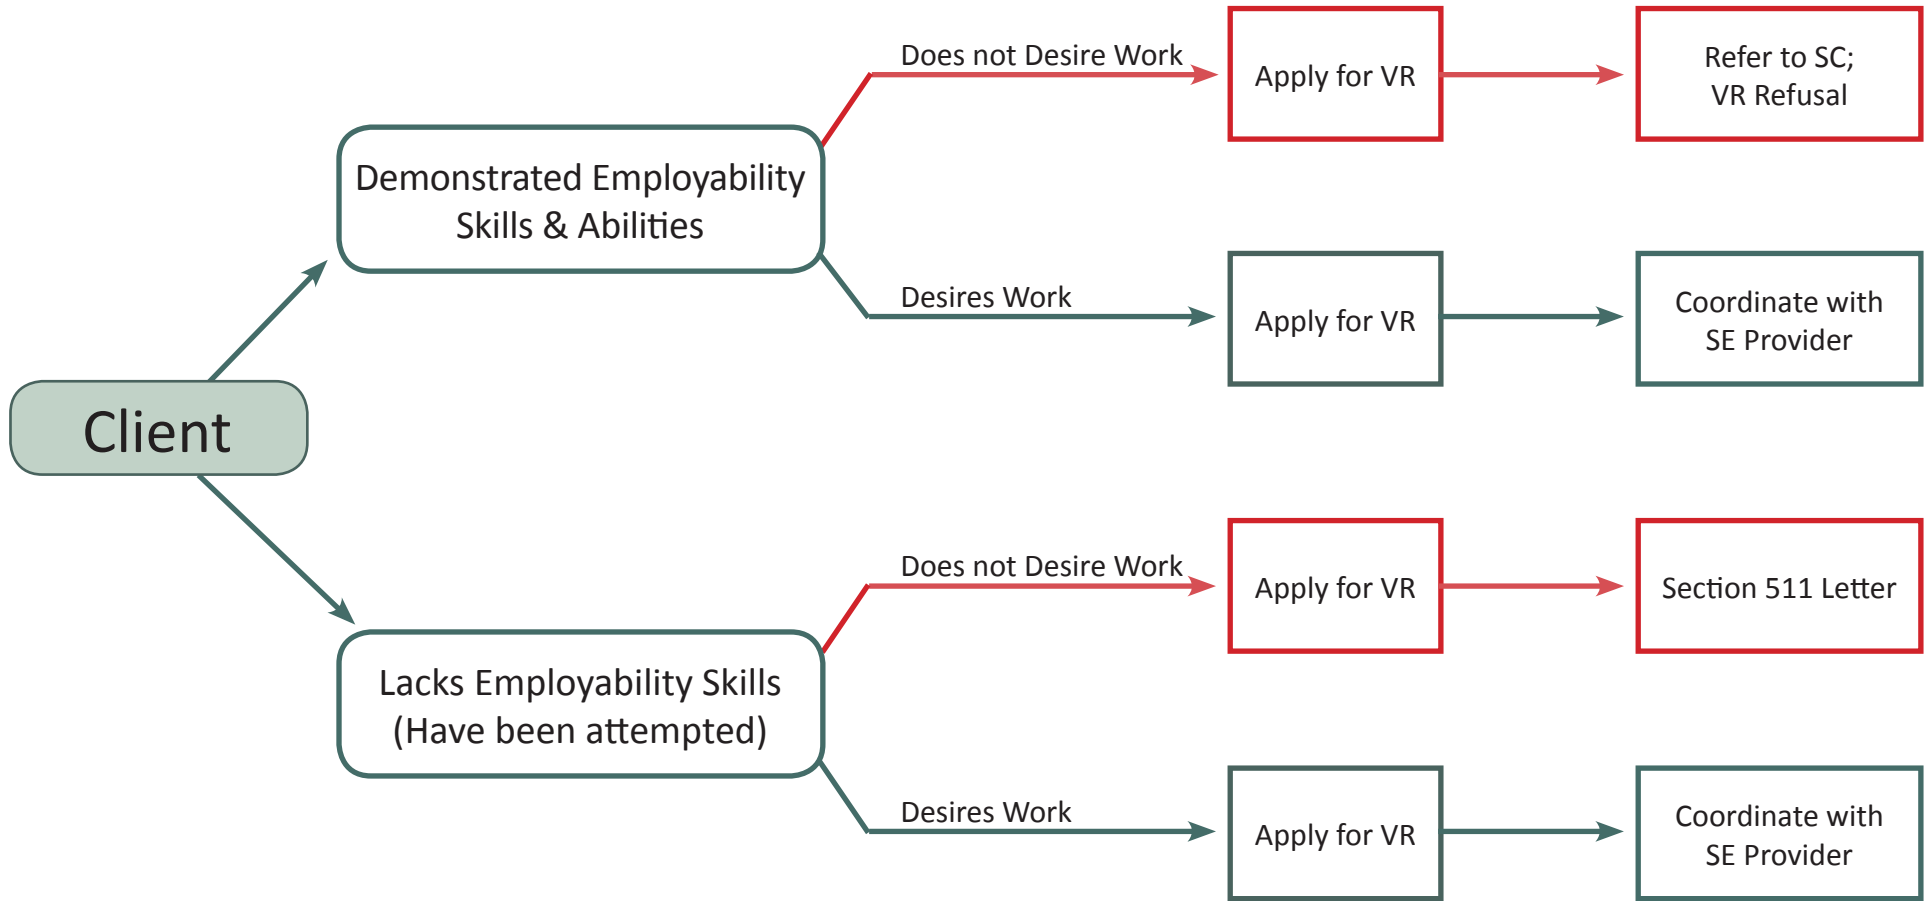 Client
Demonstrated Employability
Skills & Abilities
Does not Desire Work
Apply for VR
Refer to SC;
VR Refusal
Desires Work
Apply for VR
Coordinate with
SE Provider
Lacks Employability Skills
(Have been attempted)
Does not Desire Work
Apply for VR
Section 511 Letter
Desires Work
Apply for VR
Coordinate with
SE Provider